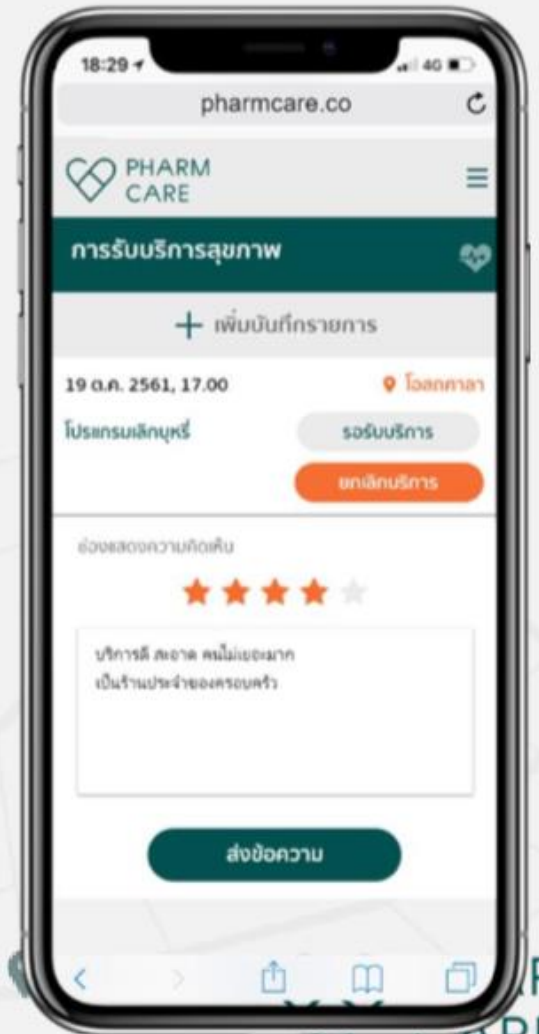 18:29
4G
pharmcare.co
PHARM
CARE
การรับบริการสุขภาพ
+ เพิ่มบันทึกรายการ
19 ต.ค. 2561, 17.00
โอสถศาลา
โปรแกรมเลิกบุหรี่
รอรับบริการ
ยกเลิกบริการ
ช่องแสดงความคิดเห็น
บริการดี สะอาด คนไม่เยอะมาก
เป็นร้านประจำของครอบครัว
ส่งข้อความ